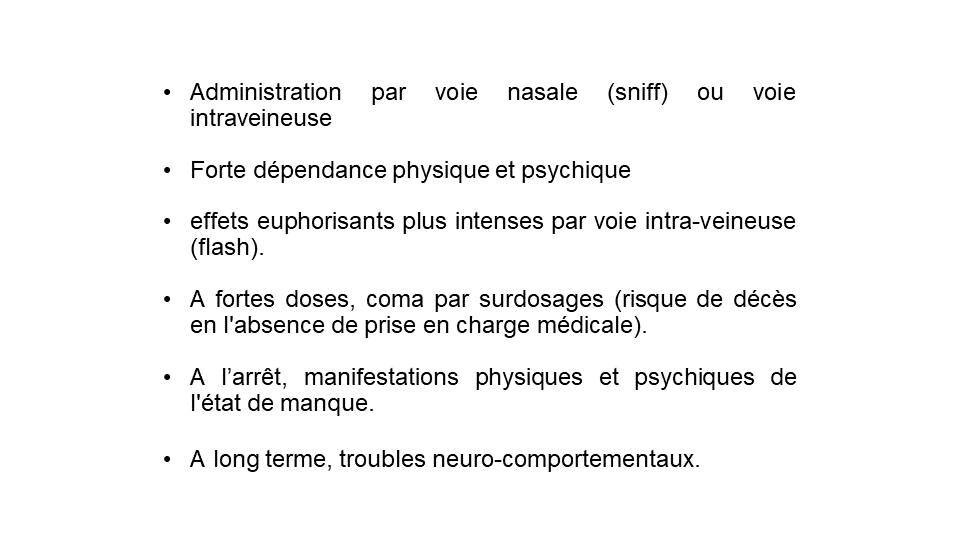 • Administration par voie nasale (sniff) ou voie
intraveineuse
• Forte dépendance physique et psychique
• effets euphorisants plus intenses par voie intra-veineuse
(flash).
• A fortes doses, coma par surdosages (risque de décès
en l'absence de prise en charge médicale).
• A l’arrêt, manifestations physiques et psychiques de
l'état de manque.
• A long terme, troubles neuro-comportementaux.